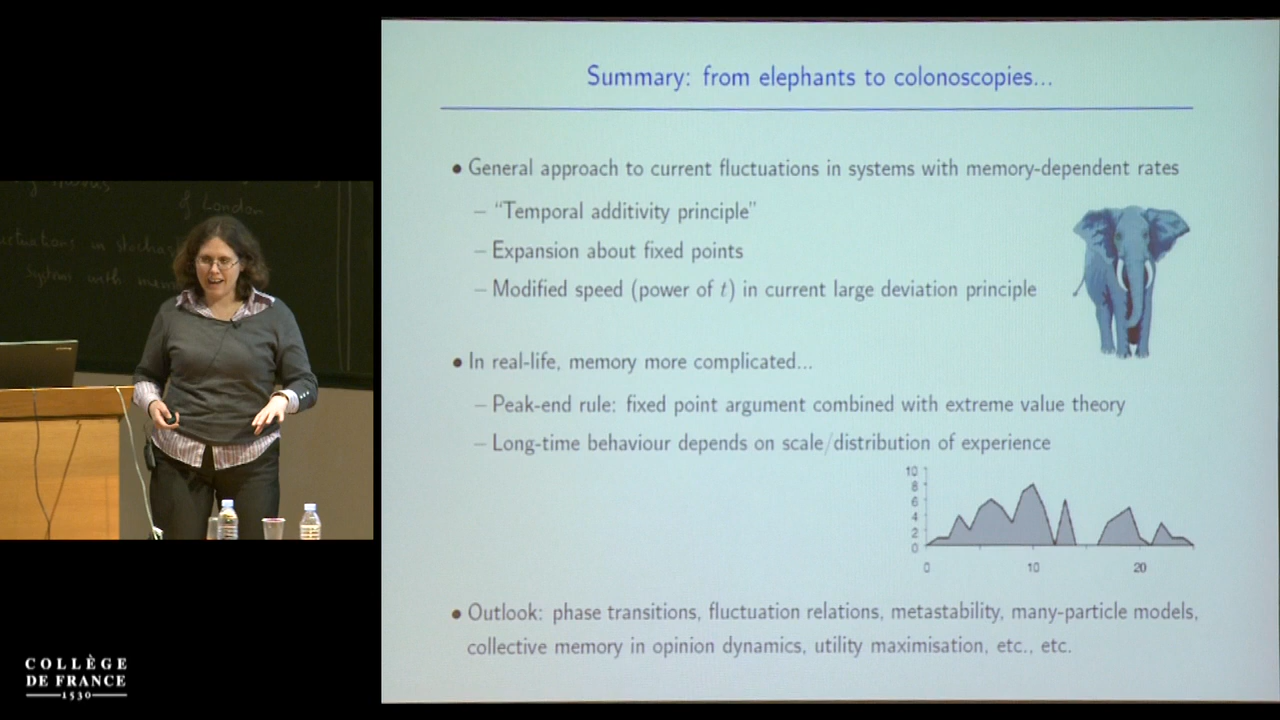 Summary: from elephants to colonoscopies...
• General approach to current fluctuations in systems with memory-dependent rates
– "Temporal additivity principle"
– Expansion about fixed points
– Modified speed (power of t) in current large deviation principle
• In real-life, memory more complicated...
– Peak-end rule: fixed point argument combined with extreme value theory
– Long-time behaviour depends on scale/distribution of experience
10
8
6
4
2
0
0 10 20
• Outlook: phase transitions, fluctuation relations, metastability, many-particle models,
collective memory in opinion dynamics, utility maximisation, etc., etc.
of London
in stochas
Systems with mem
COLLÈGE
DE FRANCE
1530